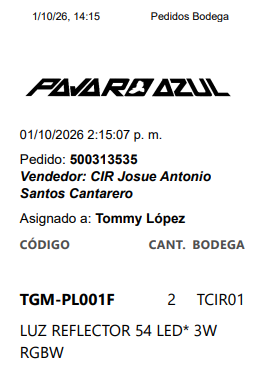 1/10/26, 14:15 Pedidos Bodega
PAJARO AZUL
01/10/2026 2:15:07 p. m.
Pedido: 500313535
Vendedor: CIR Josue Antonio
Santos Cantarero
Asignado a: Tommy López
CÓDIGO CANT. BODEGA
TGM-PL001F 2 TCIR01
LUZ REFLECTOR 54 LED* 3W
RGBW